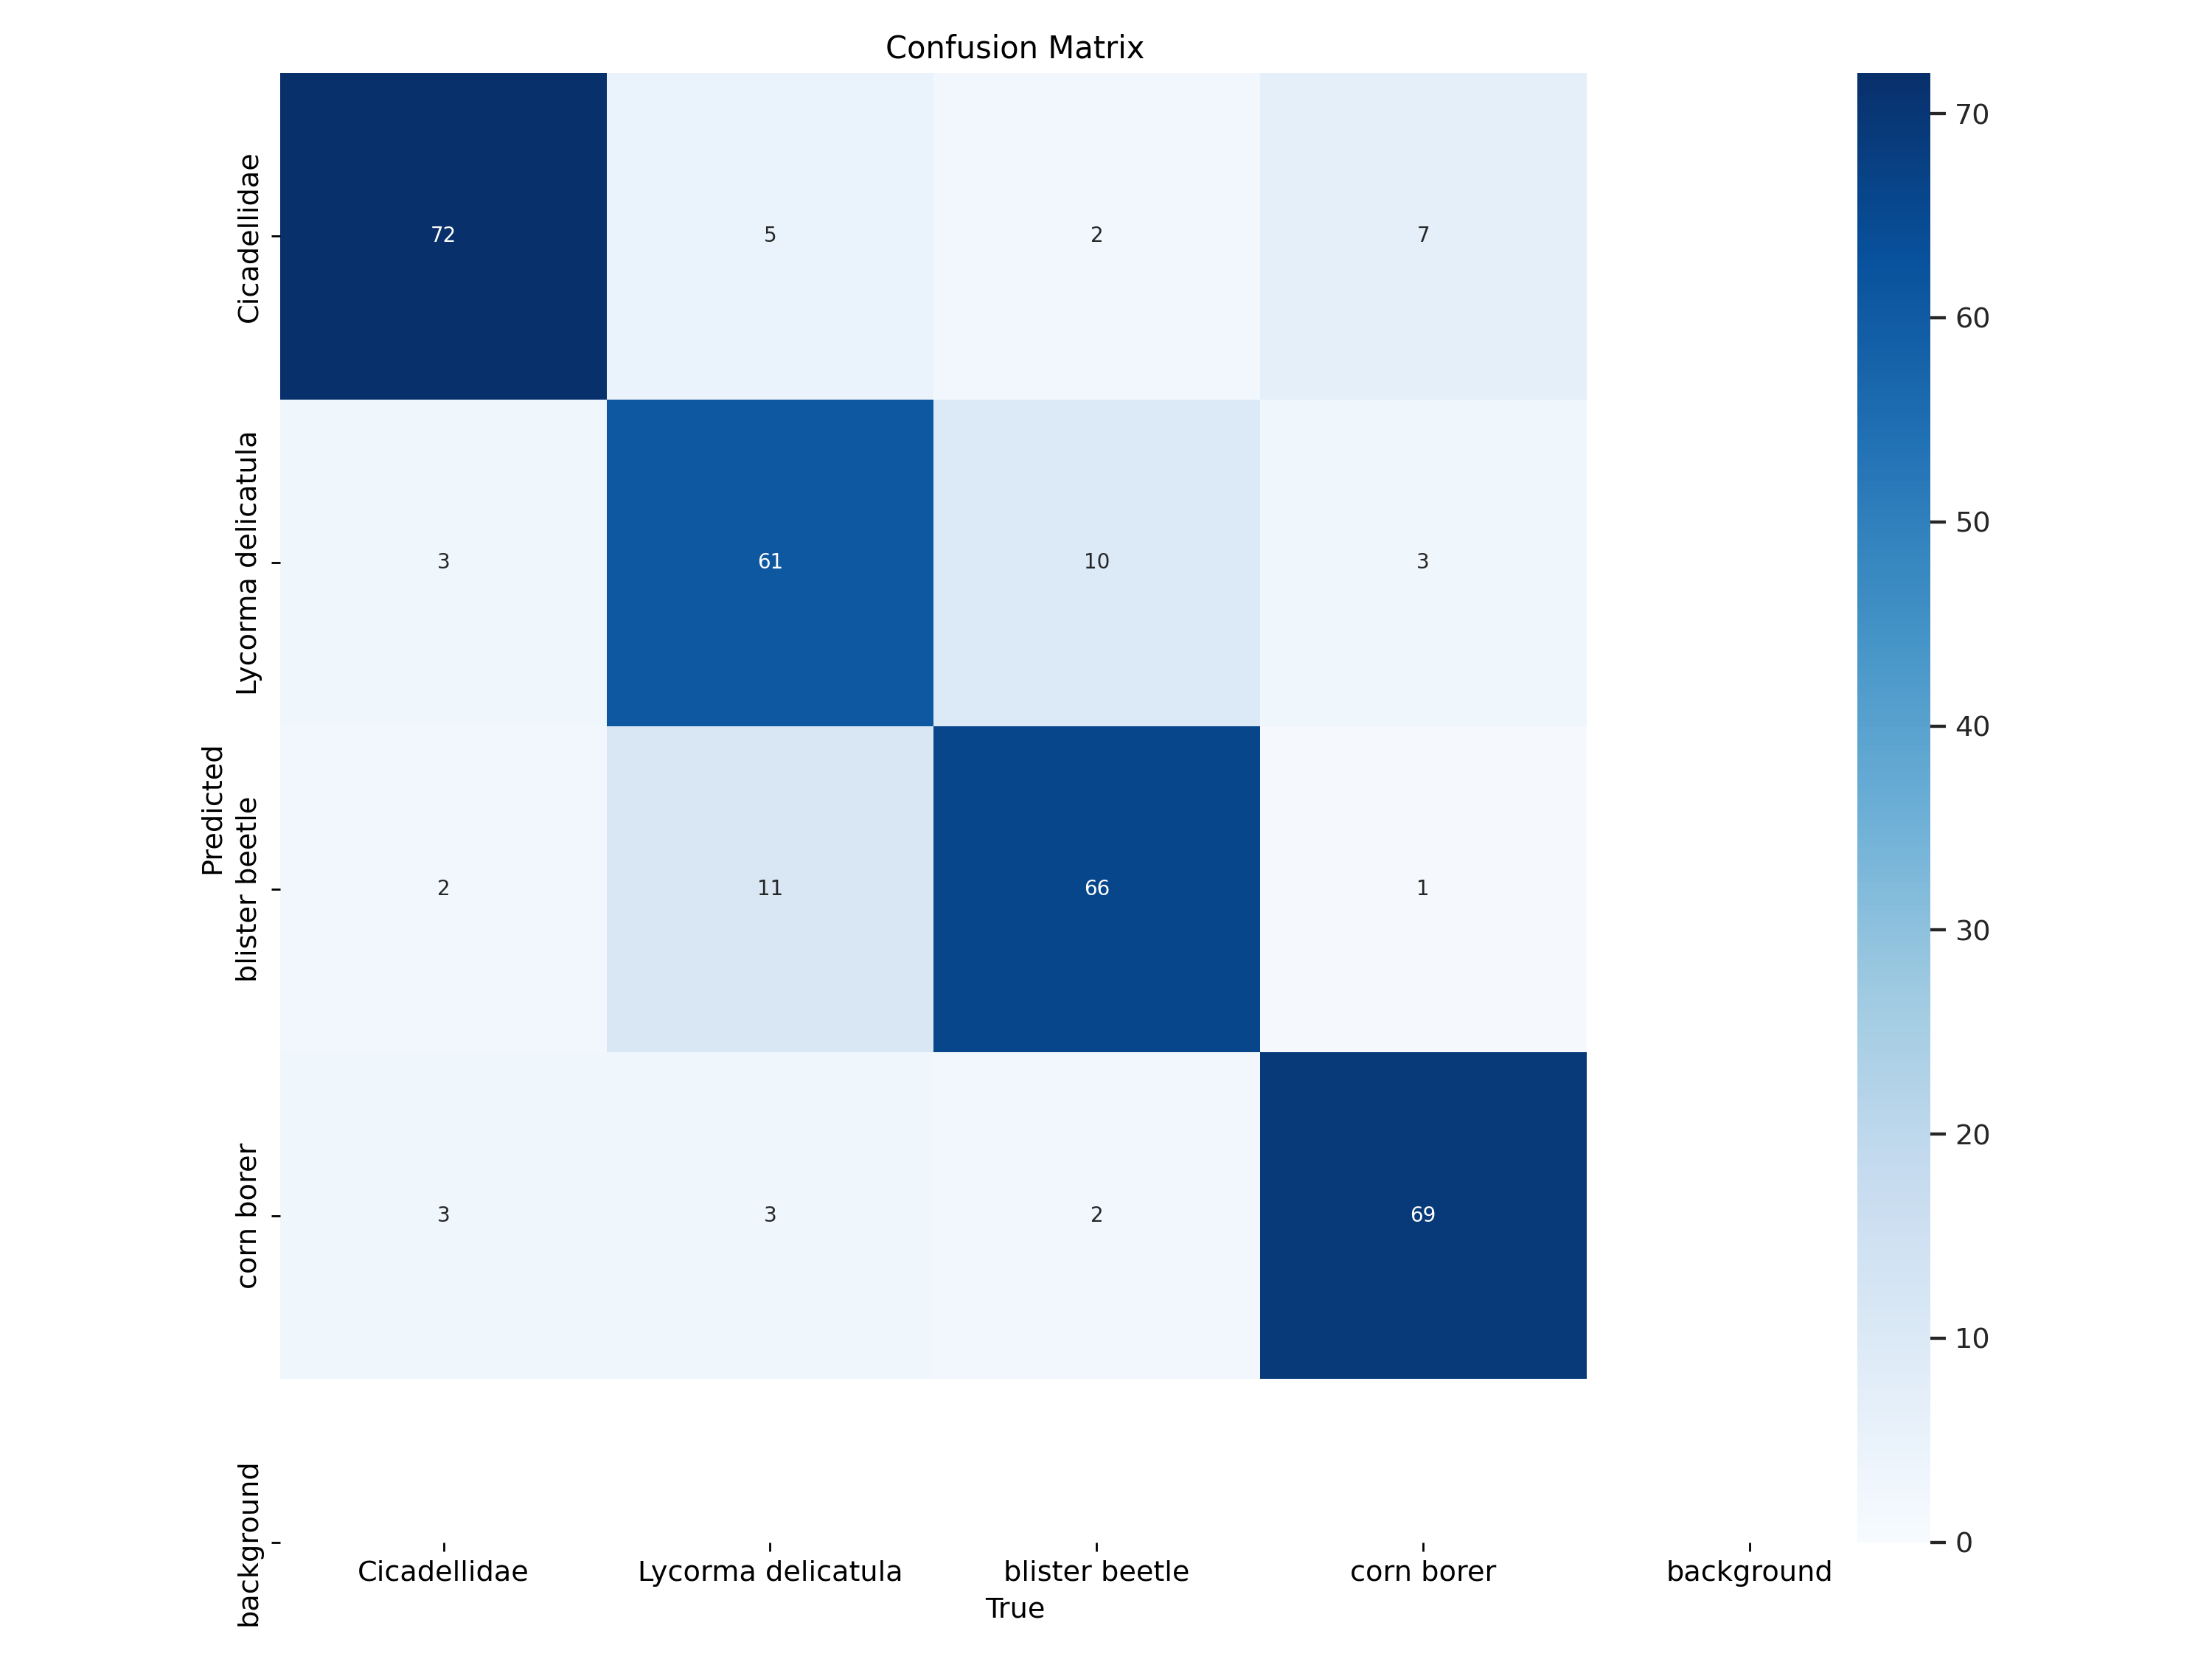 Confusion Matrix
Cicadellidae
72 5 2 7
Lycorma delicatula
3 61 10 3
Predicted
blister beetle
2 11 66 1
corn borer
3 3 2 69
background
Cicadellidae Lycorma delicatula blister beetle corn borer background
True
70
60
50
40
30
20
10
0